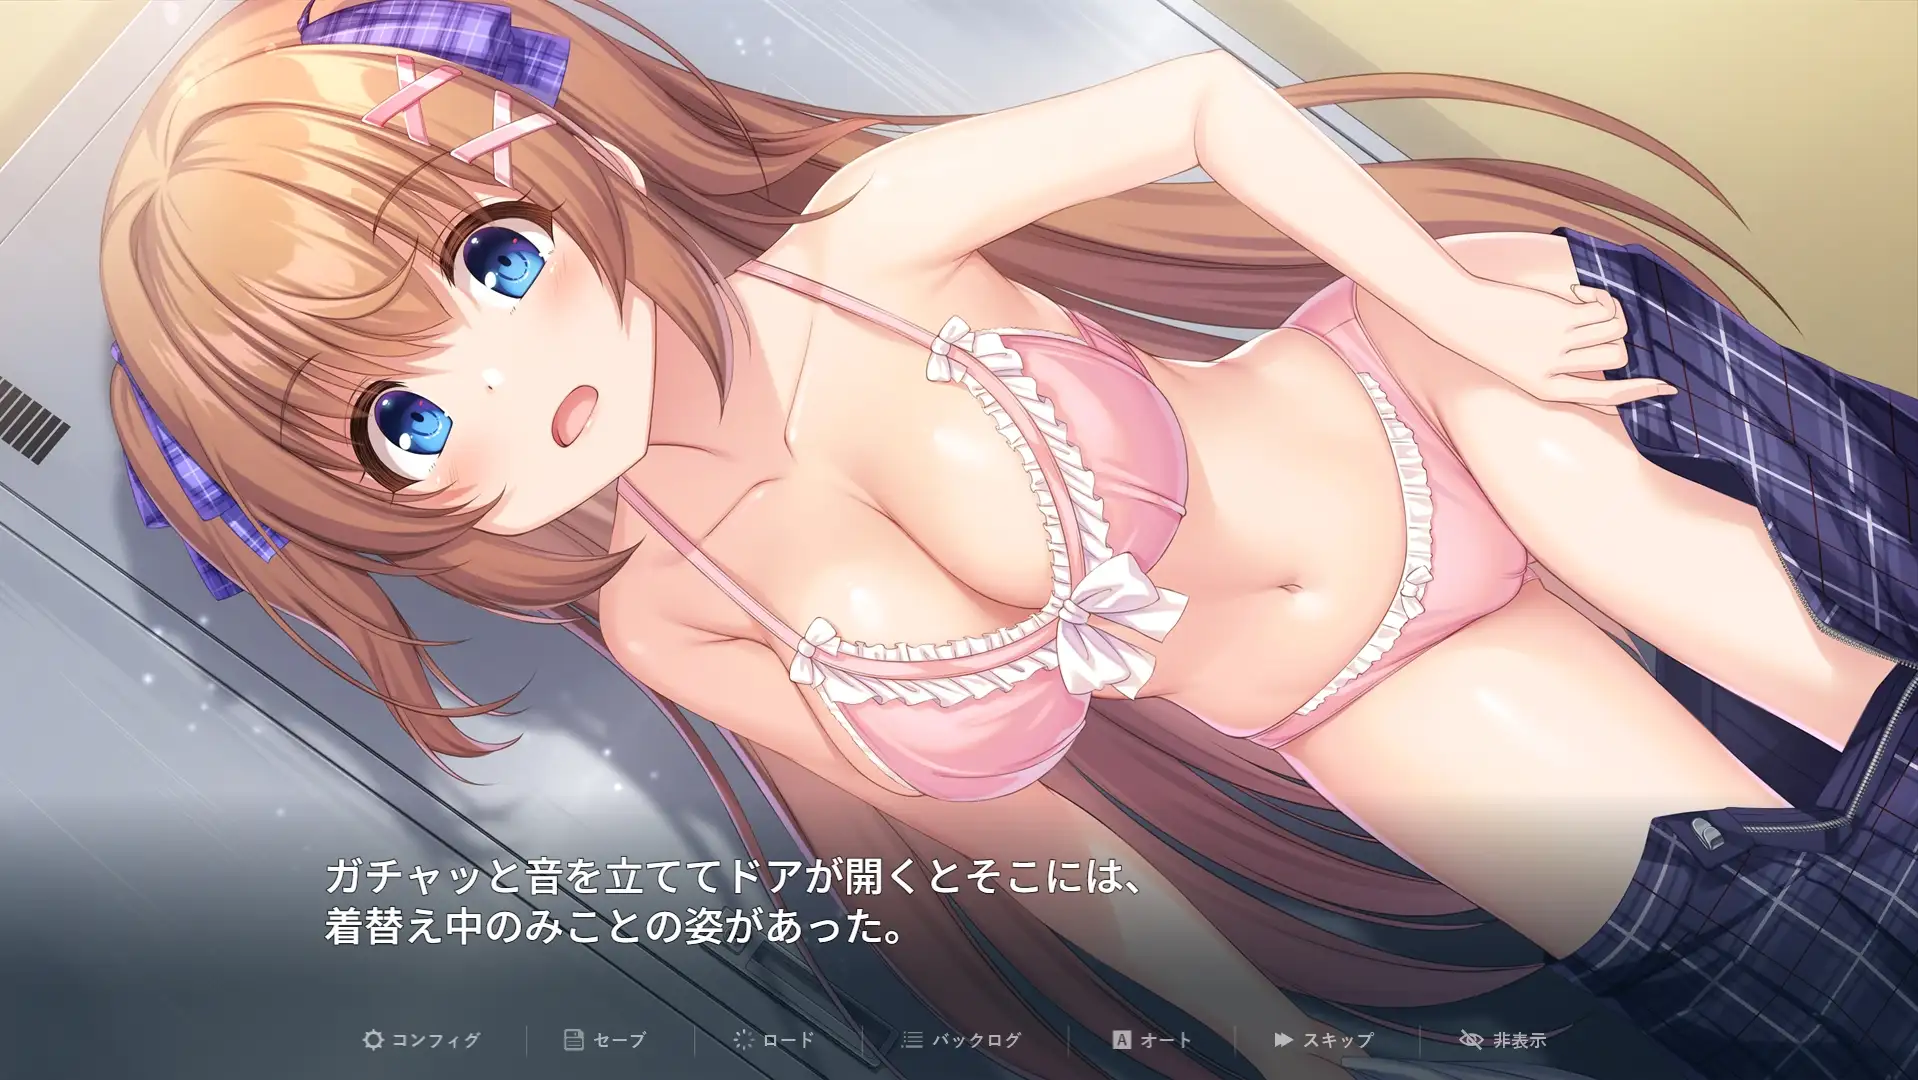 ガチャッと音を立ててドアが開くとそこには、
着替え中のみことの姿があった。
コンフィグ
セーブ
ロード
バックログ
A オート
スキップ
非表示